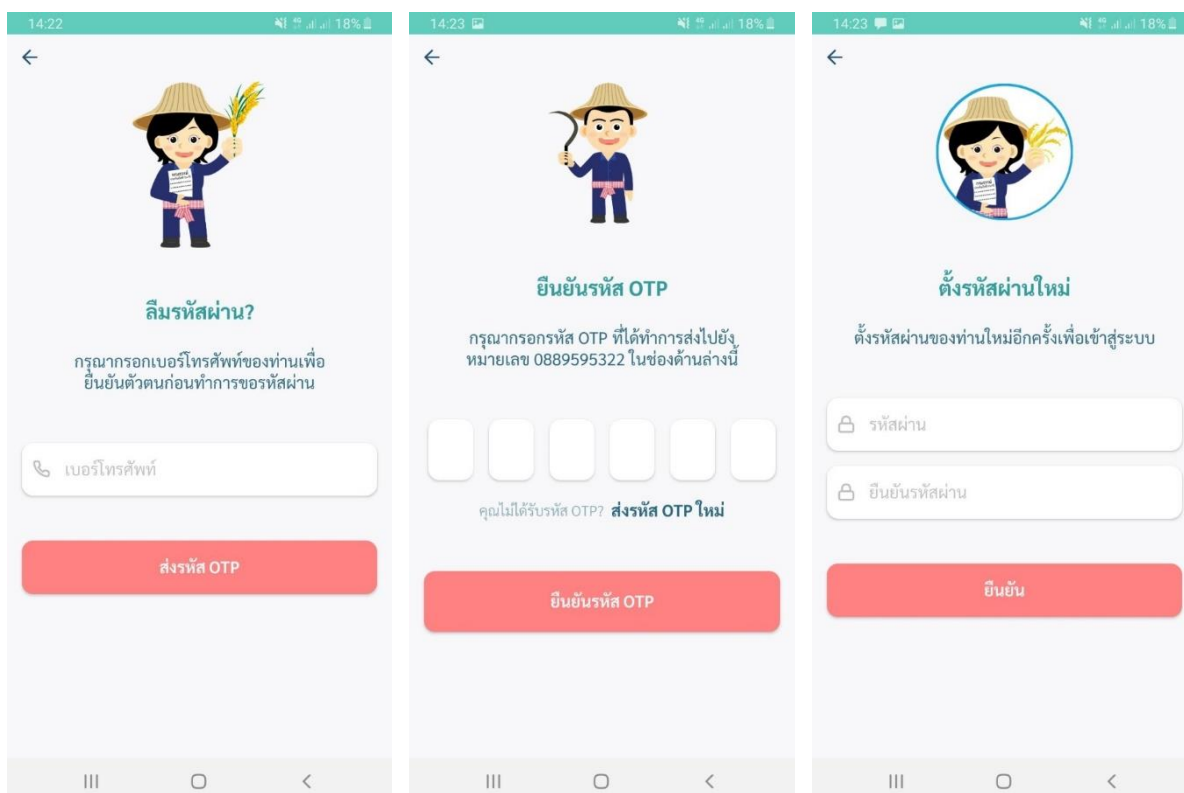 14:22
18%
ลืมรหัสผ่าน?
กรุณากรอกเบอร์โทรศัพท์ของท่านเพื่อ
ยืนยันตัวตนก่อนทำการขอรหัสผ่าน
เบอร์โทรศัพท์
ส่งรหัส OTP
14:23
18%
ยืนยันรหัส OTP
กรุณากรอกรหัส OTP ที่ได้ทำการส่งไปยัง
หมายเลข 0889595322 ในช่องด้านล่างนี้
คุณไม่ได้รับรหัส OTP? ส่งรหัส OTP ใหม่
ยืนยันรหัส OTP
14:23
18%
ตั้งรหัสผ่านใหม่
ตั้งรหัสผ่านของท่านใหม่อีกครั้งเพื่อเข้าสู่ระบบ
รหัสผ่าน
ยืนยันรหัสผ่าน
ยืนยัน